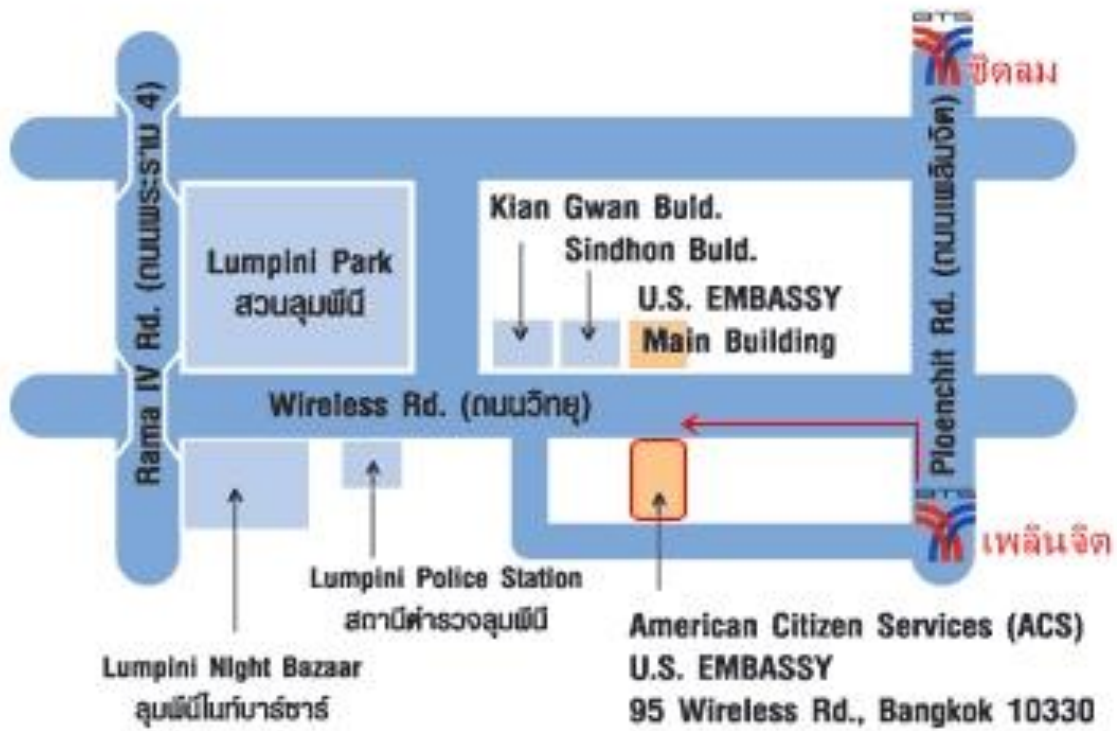 BTS
ชิดลม
Rama IV Rd. (ถนนพระราม 4)
Ploenchit Rd. (ถนนเพลินจิต)
Kian Gwan Buld.
Sindhon Buld.
Lumpini Park
สวนลุมพินี
U.S. EMBASSY
Main Building
Wireless Rd. (ถนนวิทยุ)
BTS
เพลินจิต
Lumpini Police Station
สถานีตำรวจลุมพินี
American Citizen Services (ACS)
U.S. EMBASSY
95 Wireless Rd., Bangkok 10330
Lumpini Night Bazaar
ลุมพินีไนท์บาร์ซาร์